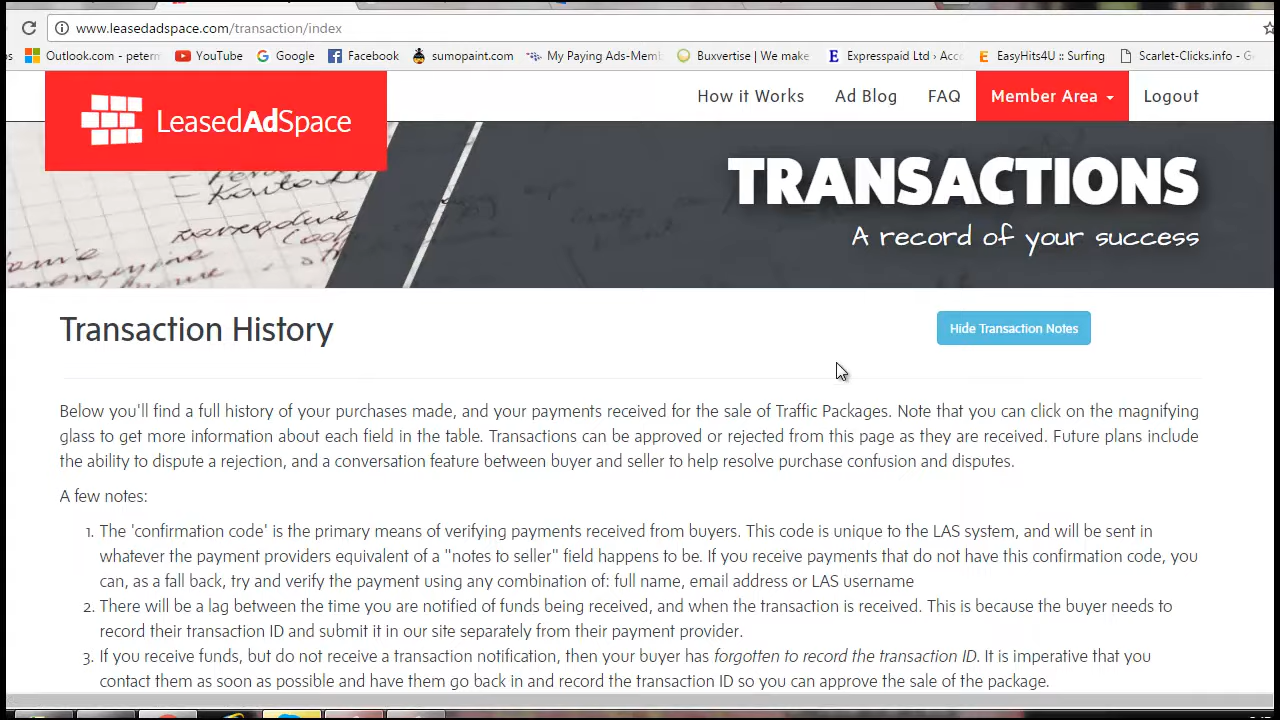 www.leasedadspace.com/transaction/index
Outlook.com - peterm YouTube Google Facebook sumopaint.com My Paying Ads-Memb Buxvertise | We make Expresspaid Ltd › Acc EasyHits4U :: Surfing Scarlet-Clicks.info - G
LeasedAdSpace
How it Works Ad Blog FAQ Member Area Logout
TRANSACTIONS
A record of your success
Transaction History
Hide Transaction Notes
Below you'll find a full history of your purchases made, and your payments received for the sale of Traffic Packages. Note that you can click on the magnifying
glass to get more information about each field in the table. Transactions can be approved or rejected from this page as they are received. Future plans include
the ability to dispute a rejection, and a conversation feature between buyer and seller to help resolve purchase confusion and disputes.
A few notes:
1. The 'confirmation code' is the primary means of verifying payments received from buyers. This code is unique to the LAS system, and will be sent in
whatever the payment providers equivalent of a "notes to seller" field happens to be. If you receive payments that do not have this confirmation code, you
can, as a fall back, try and verify the payment using any combination of: full name, email address or LAS username
2. There will be a lag between the time you are notified of funds being received, and when the transaction is received. This is because the buyer needs to
record their transaction ID and submit it in our site separately from their payment provider.
3. If you receive funds, but do not receive a transaction notification, then your buyer has forgotten to record the transaction ID. It is imperative that you
contact them as soon as possible and have them go back in and record the transaction ID so you can approve the sale of the package.